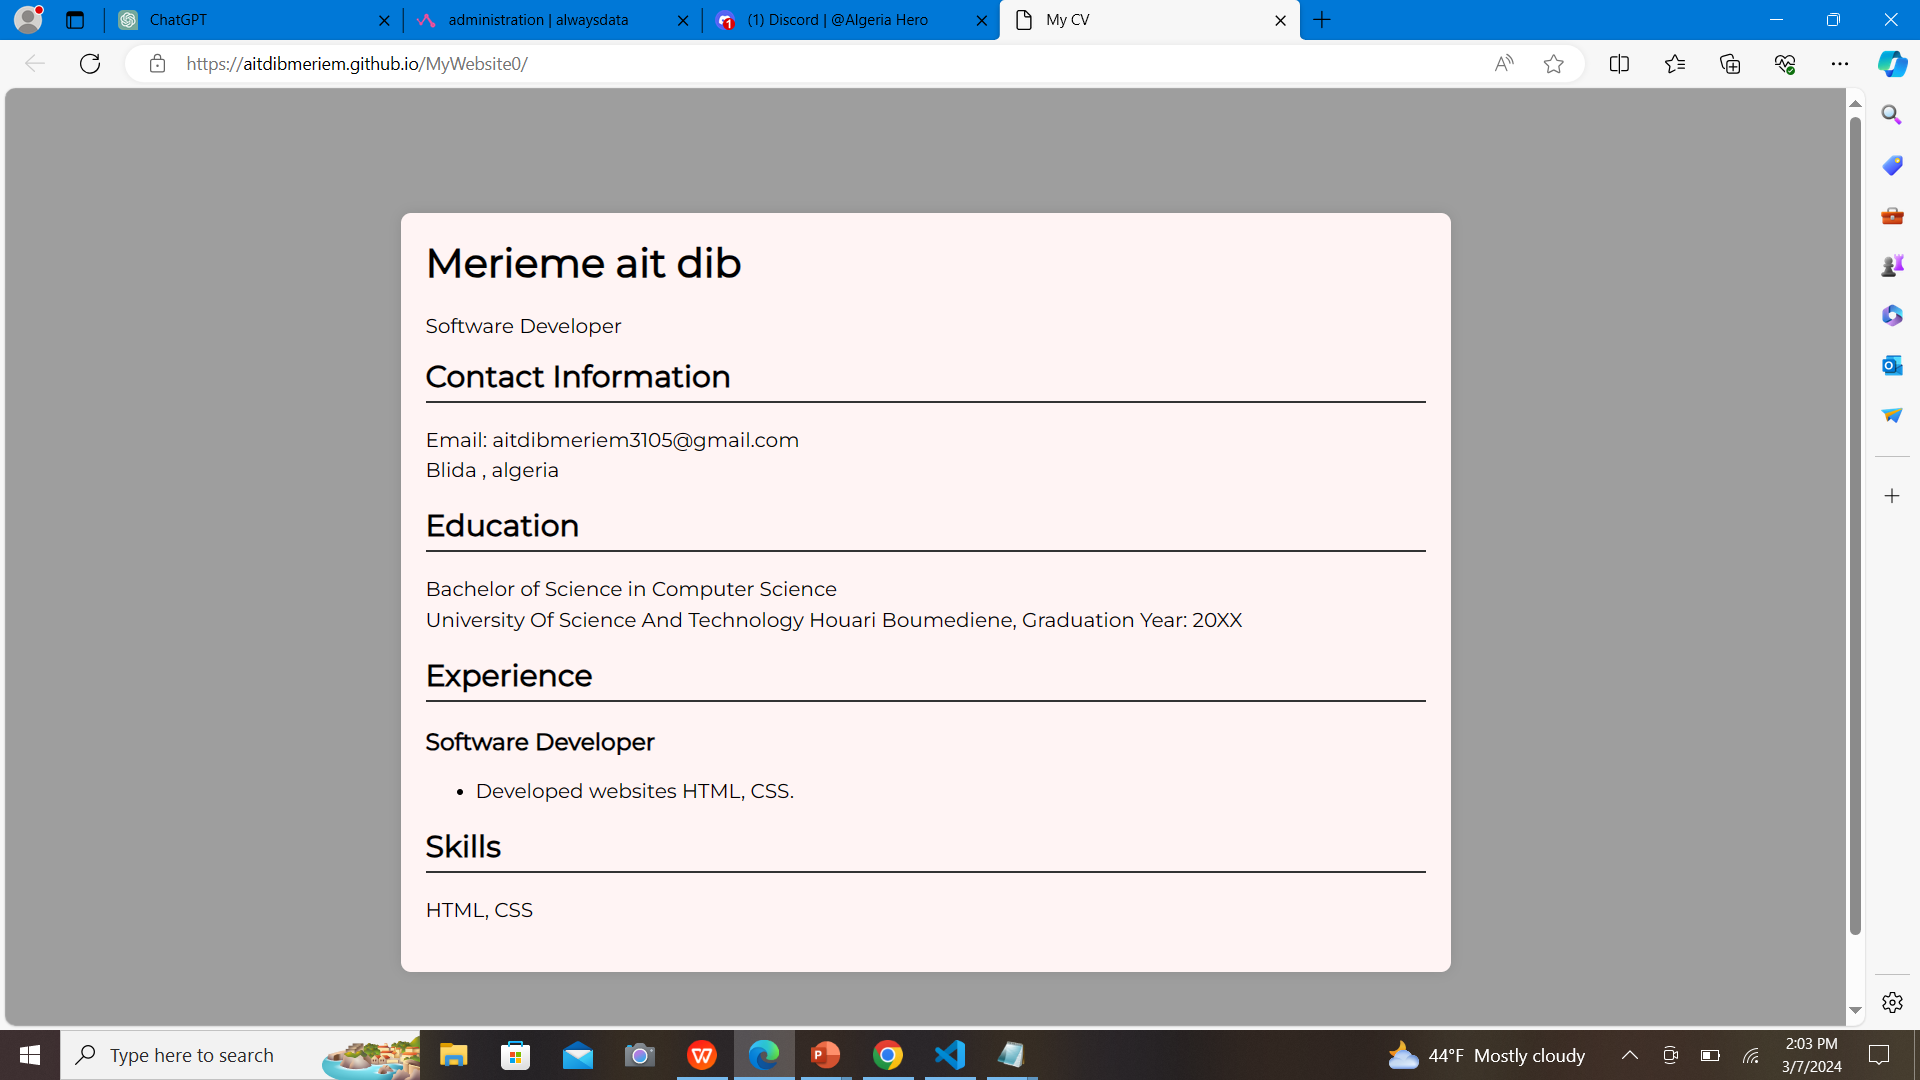 ChatGPT
administration | alwaysdata
(1) Discord | @Algeria Hero
My CV
https://aitdibmeriem.github.io/MyWebsite0/
Merieme ait dib
Software Developer
Contact Information
Email: aitdibmeriem3105@gmail.com
Blida , algeria
Education
Bachelor of Science in Computer Science
University Of Science And Technology Houari Boumediene, Graduation Year: 20XX
Experience
Software Developer
• Developed websites HTML, CSS.
Skills
HTML, CSS
Type here to search
44°F Mostly cloudy
2:03 PM
3/7/2024